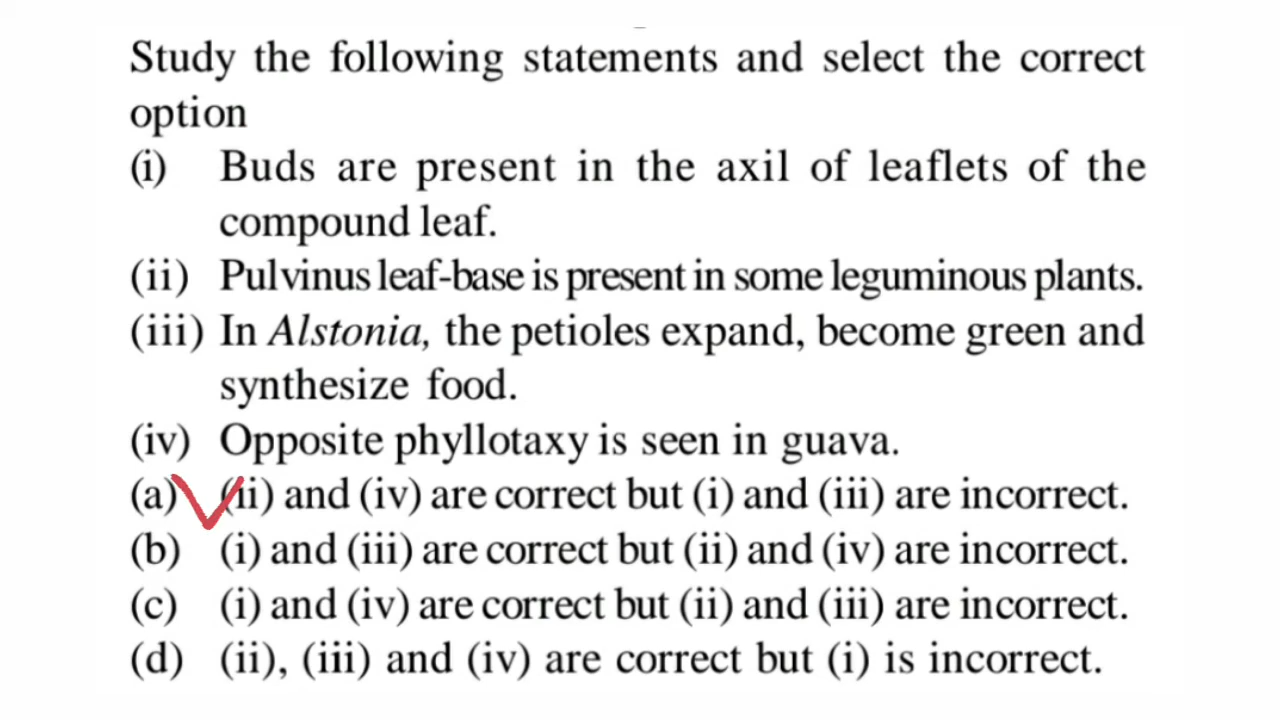 Study the following statements and select the correct
option
(i) Buds are present in the axil of leaflets of the
compound leaf.
(ii) Pulvinus leaf-base is present in some leguminous plants.
(iii) In Alstonia, the petioles expand, become green and
synthesize food.
(iv) Opposite phyllotaxy is seen in guava.
(a) (ii) and (iv) are correct but (i) and (iii) are incorrect.
(b) (i) and (iii) are correct but (ii) and (iv) are incorrect.
(c) (i) and (iv) are correct but (ii) and (iii) are incorrect.
(d) (ii), (iii) and (iv) are correct but (i) is incorrect.